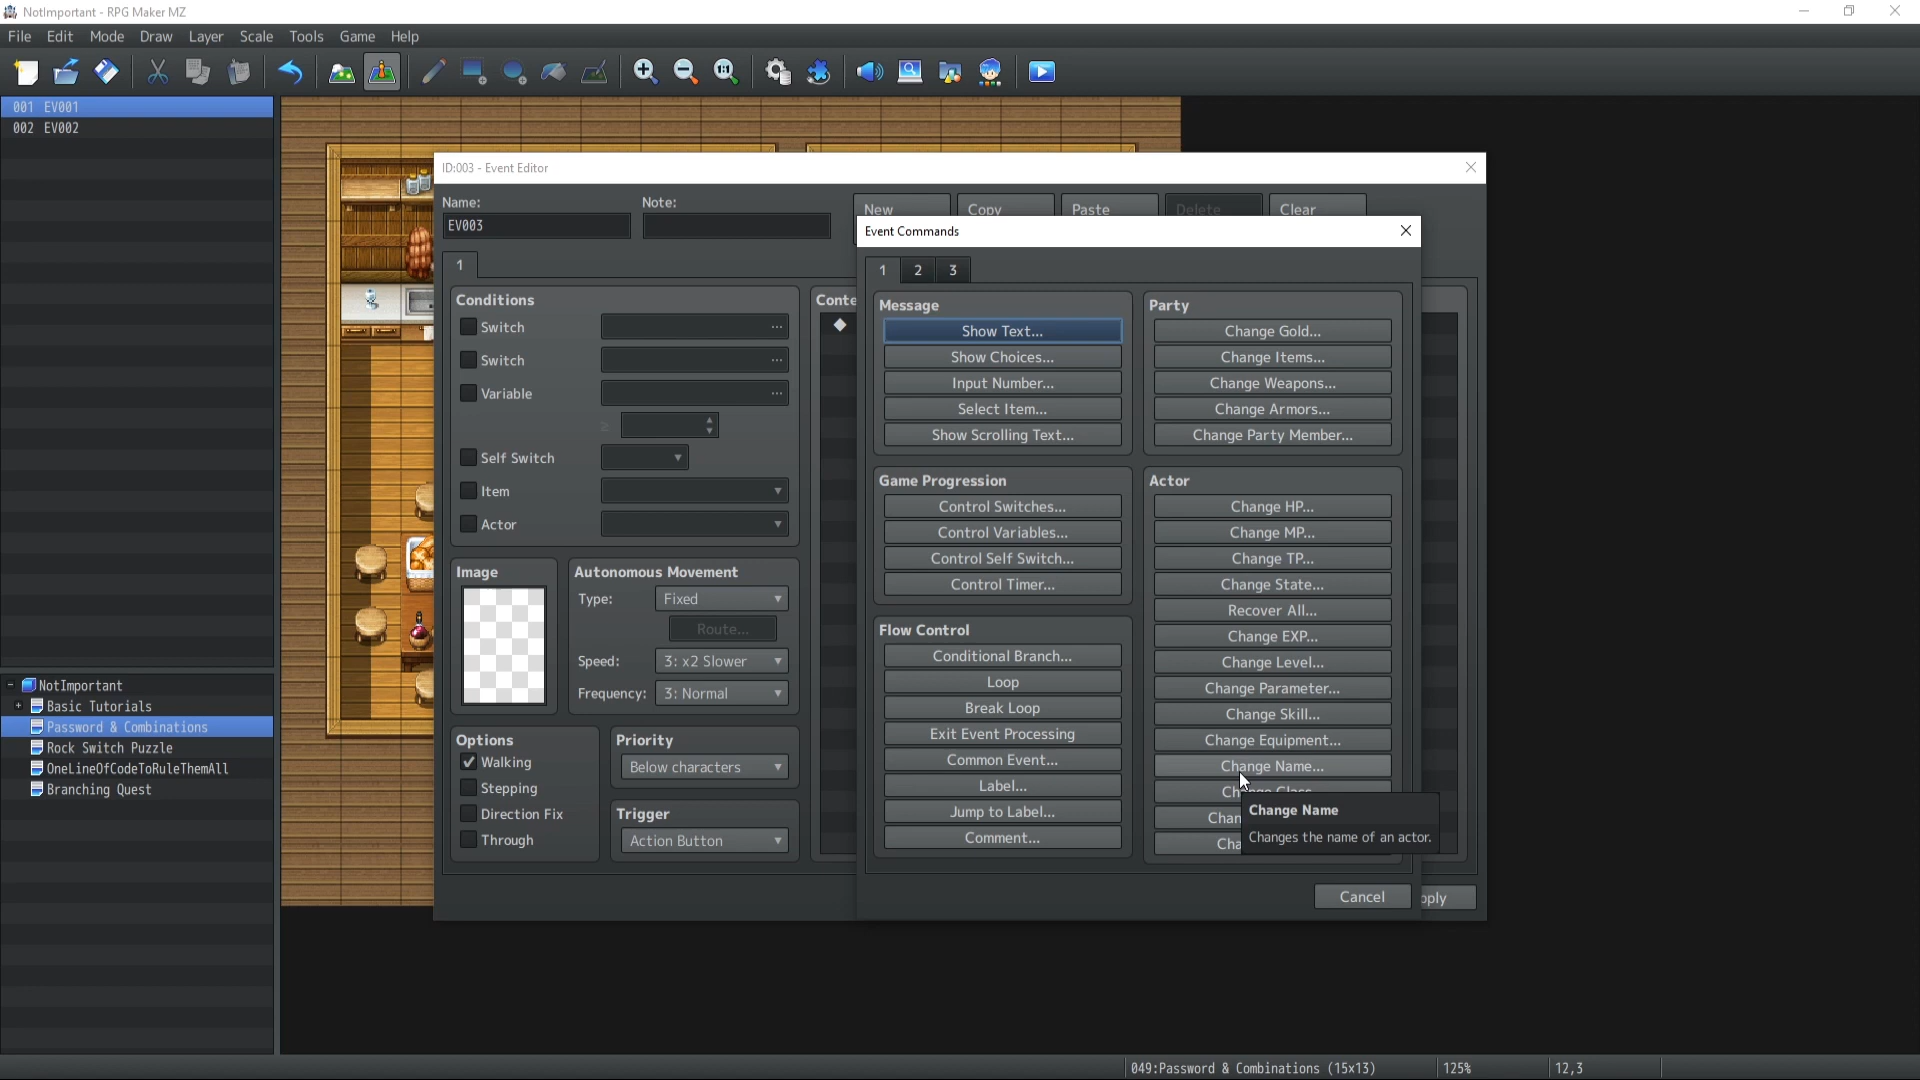 NotImportant - RPG Maker MZ
File Edit Mode Draw Layer Scale Tools Game Help
001 EV001
002 EV002
NotImportant
Basic Tutorials
Password & Combinations
Rock Switch Puzzle
OneLineOfCodeToRuleThemAll
Branching Quest
ID:003 - Event Editor
Name:
EV003
Note:
New Copy Paste Delete Clear
1
Conditions
Switch ...
Switch ...
Variable ...
≥
Self Switch
Item
Actor
Image
Autonomous Movement
Type: Fixed
Route...
Speed: 3: x2 Slower
Frequency: 3: Normal
Options
Walking
Stepping
Direction Fix
Through
Priority
Below characters
Trigger
Action Button
Conte
Event Commands
1 2 3
Message
Show Text...
Show Choices...
Input Number...
Select Item...
Show Scrolling Text...
Game Progression
Control Switches...
Control Variables...
Control Self Switch...
Control Timer...
Flow Control
Conditional Branch...
Loop
Break Loop
Exit Event Processing
Common Event...
Label...
Jump to Label...
Comment...
Party
Change Gold...
Change Items...
Change Weapons...
Change Armors...
Change Party Member...
Actor
Change HP...
Change MP...
Change TP...
Change State...
Recover All...
Change EXP...
Change Level...
Change Parameter...
Change Skill...
Change Equipment...
Change Name...
Chan
Cha
Change Name
Changes the name of an actor.
Cancel
pply
049:Password & Combinations (15x13) 125% 12,3